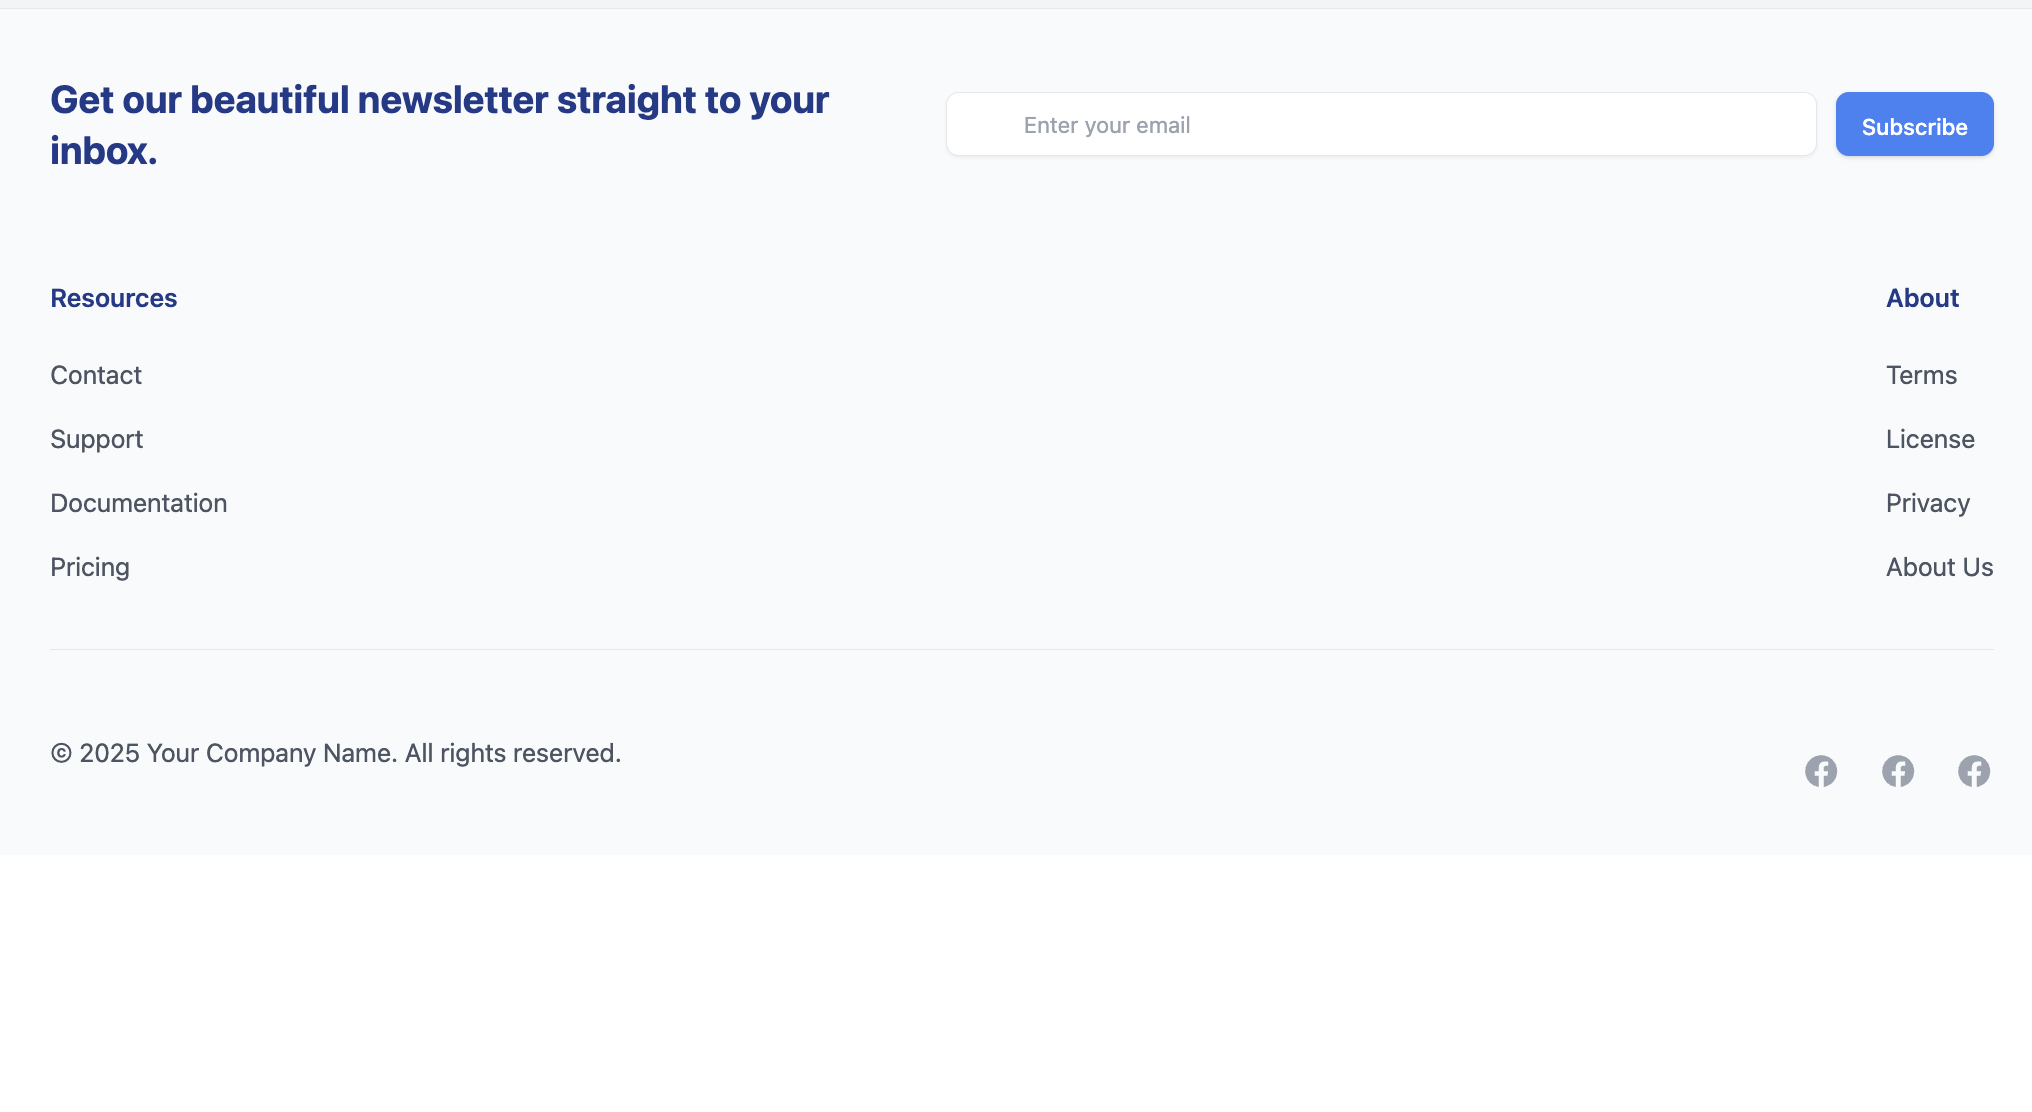 Get our beautiful newsletter straight to your
inbox.
Enter your email
Subscribe
Resources
Contact
Support
Documentation
Pricing
About
Terms
License
Privacy
About Us
© 2025 Your Company Name. All rights reserved.